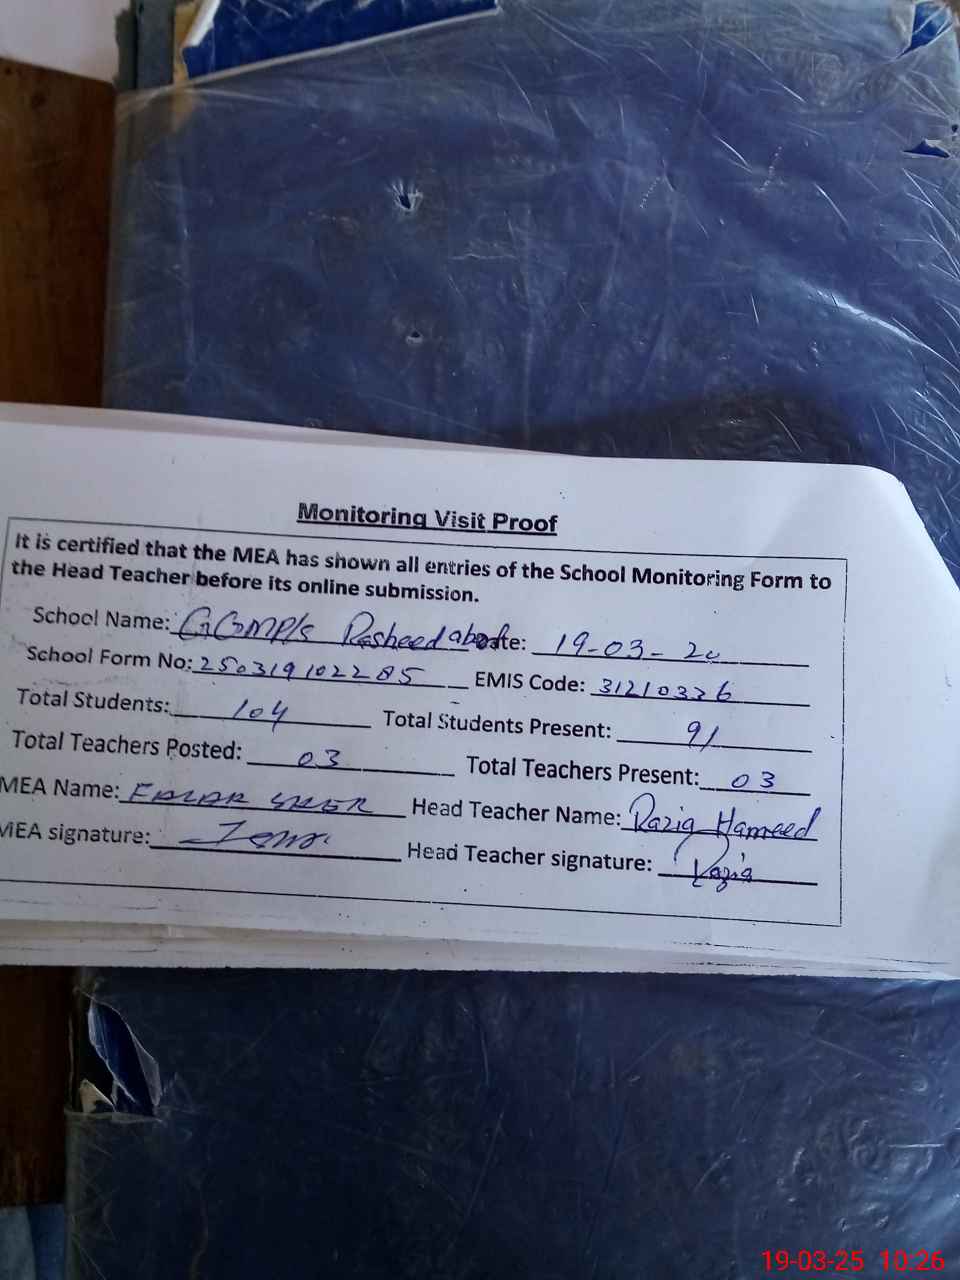 Monitoring Visit Proof
It is certified that the MEA has shown all entries of the School Monitoring Form to
the Head Teacher before its online submission.
School Name: GGMP/s Rasheedabad Date: 19-03-20
School Form No: 250319102285 EMIS Code: 31210336
Total Students: 104 Total Students Present: 91
Total Teachers Posted: 03 Total Teachers Present: 03
MEA Name: Head Teacher Name: Razia Hameed
MEA signature: Head Teacher signature: Razia
19-03-25 10:26